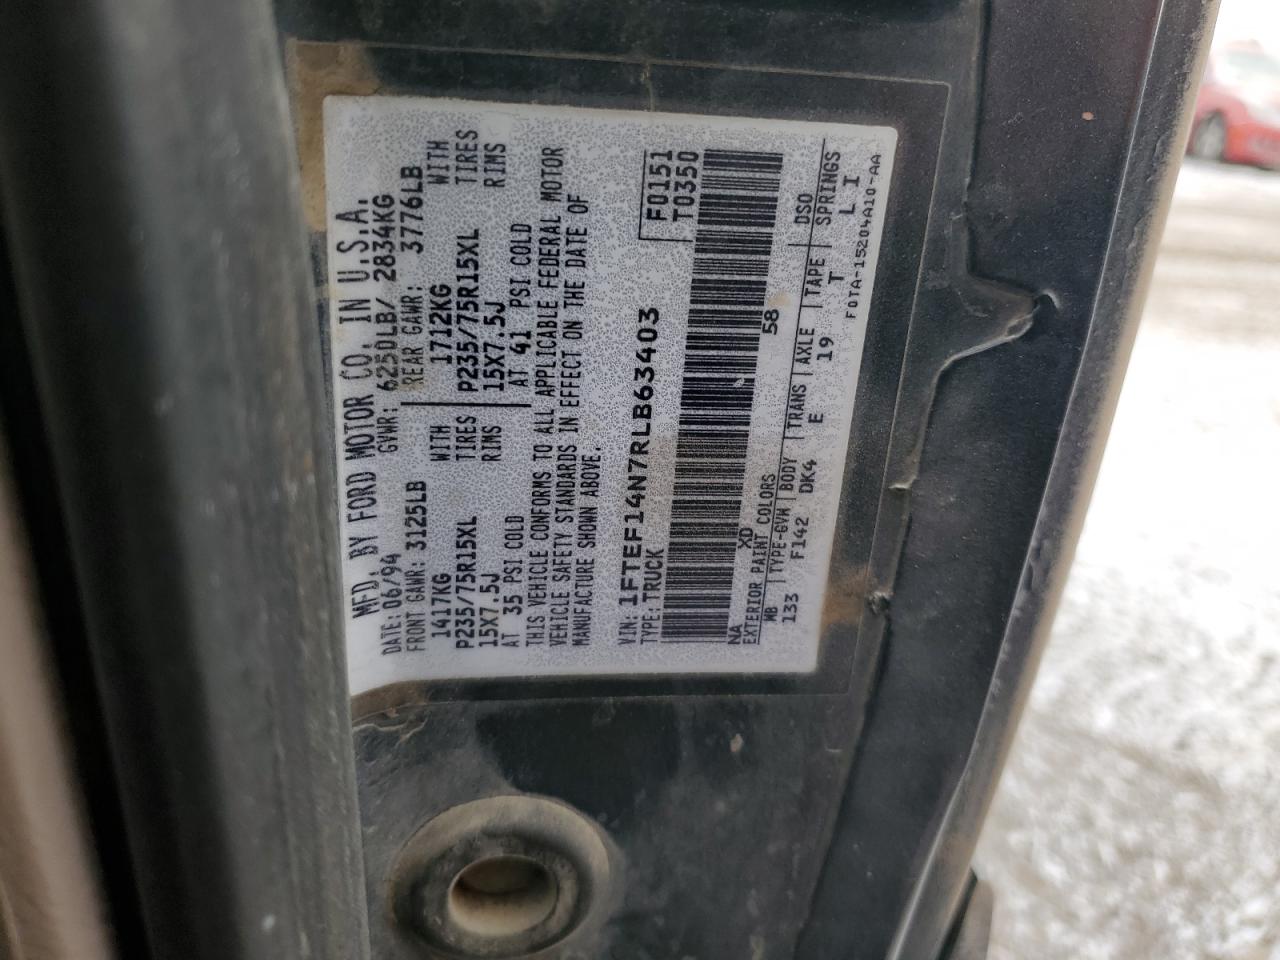 MFD. BY FORD MOTOR CO. IN U.S.A.
DATE: 06/94 GVWR: 6250LB/ 2834KG
FRONT GAWR: 3125LB REAR GAWR: 3776LB
1417KG WITH 1712KG WITH
P235/75R15XL TIRES P235/75R15XL TIRES
15X7.5J RIMS 15X7.5J RIMS
AT 35 PSI COLD AT 41 PSI COLD
THIS VEHICLE CONFORMS TO ALL APPLICABLE FEDERAL MOTOR
VEHICLE SAFETY STANDARDS IN EFFECT ON THE DATE OF
MANUFACTURE SHOWN ABOVE.
VIN: 1FTEF14N7RLB63403 F0151
TYPE: TRUCK T0350
NA XD 58
EXTERIOR PAINT COLORS DSO
WB TYPE-GVW BODY TRANS AXLE TAPE SPRINGS
133 F142 DK4 E 19 T L I
F0TA-15204A10-AA